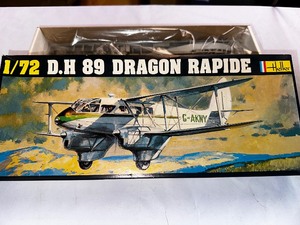 1/72 D.H 89 DRAGON RAPIDE
HELLER
G-AKNY